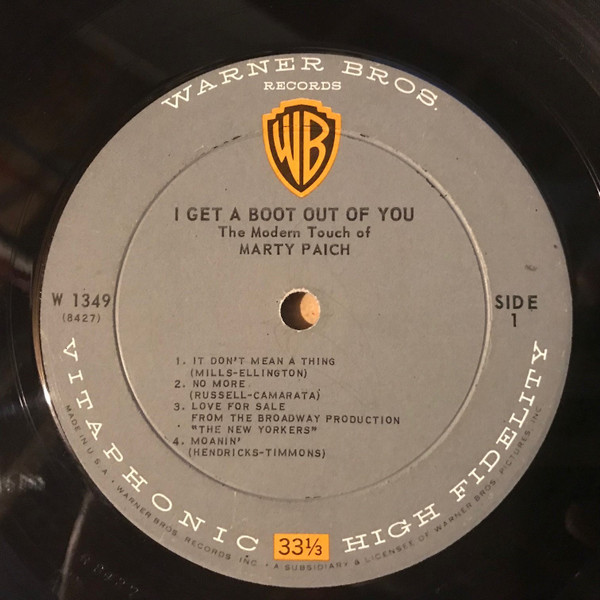 WARNER BROS.
RECORDS
WB
I GET A BOOT OUT OF YOU
The Modern Touch of
MARTY PAICH
W 1349
(8427)
SIDE
1
1. IT DON'T MEAN A THING
(MILLS-ELLINGTON)
2. NO MORE
(RUSSELL-CAMARATA)
3. LOVE FOR SALE
FROM THE BROADWAY PRODUCTION
"THE NEW YORKERS"
4. MOANIN'
(HENDRICKS-TIMMONS)
VITAPHONIC HIGH FIDELITY
33⅓
MADE IN U.S.A. • WARNER BROS. RECORDS INC. • A SUBSIDIARY & LICENSEE OF WARNER BROS. PICTURES, INC.